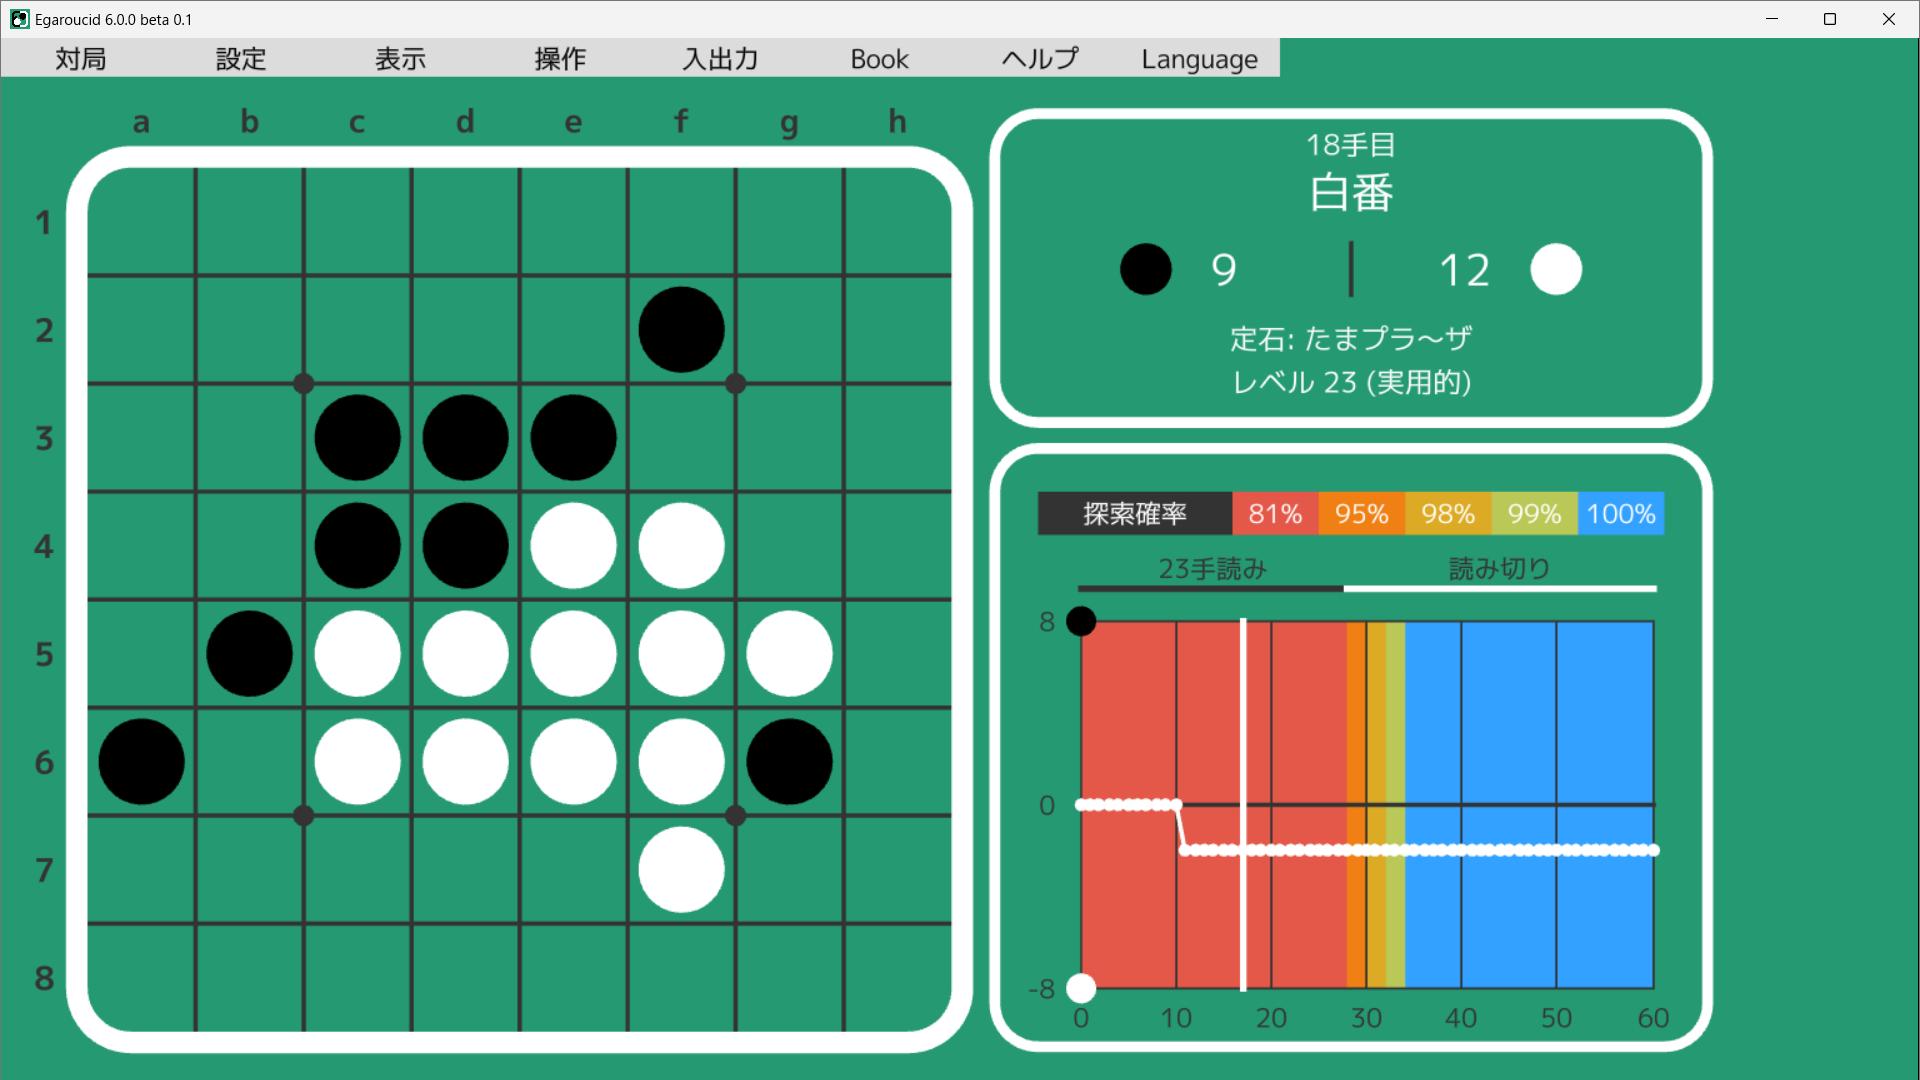 Egaroucid 6.0.0 beta 0.1
対局 設定 表示 操作 入出力 Book ヘルプ Language
a b c d e f g h
1
2
3
4
5
6
7
8
18手目
白番
9 12
定石: たまプラ～ザ
レベル 23 (実用的)
探索確率 81% 95% 98% 99% 100%
23手読み 読み切り
8
0
-8
0 10 20 30 40 50 60